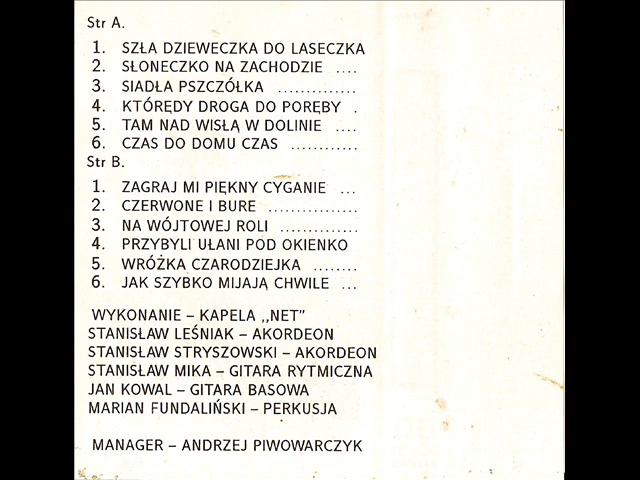 Str A.
1. SZŁA DZIEWECZKA DO LASECZKA
2. SŁONECZKO NA ZACHODZIE ....
3. SIADŁA PSZCZÓŁKA .............
4. KTÓRĘDY DROGA DO PORĘBY .
5. TAM NAD WISŁĄ W DOLINIE ....
6. CZAS DO DOMU CZAS ...........
Str B.
1. ZAGRAJ MI PIĘKNY CYGANIE ...
2. CZERWONE I BURE ...............
3. NA WÓJTOWEJ ROLI .............
4. PRZYBYLI UŁANI POD OKIENKO
5. WRÓŻKA CZARODZIEJKA ........
6. JAK SZYBKO MIJAJĄ CHWILE ...
WYKONANIE – KAPELA ,,NET”
STANISŁAW LEŚNIAK – AKORDEON
STANISŁAW STRYSZOWSKI – AKORDEON
STANISŁAW MIKA – GITARA RYTMICZNA
JAN KOWAL – GITARA BASOWA
MARIAN FUNDALIŃSKI – PERKUSJA
MANAGER – ANDRZEJ PIWOWARCZYK